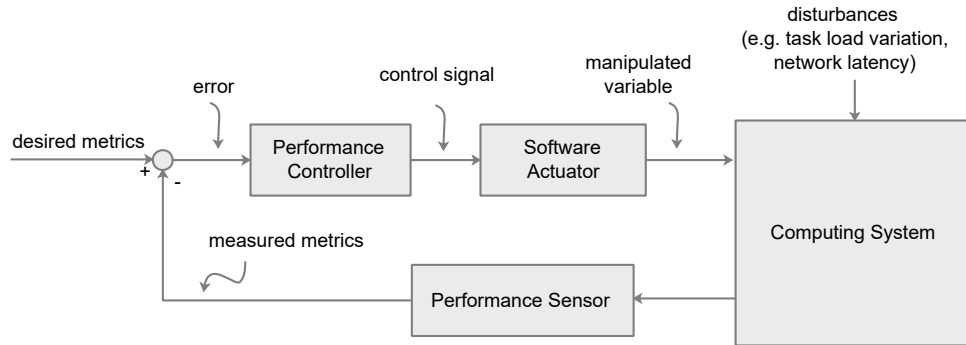 disturbances
(e.g. task load variation,
network latency)
manipulated
variable
control signal
error
desired metrics
+
-
Performance
Controller
Software
Actuator
Computing System
measured metrics
Performance Sensor